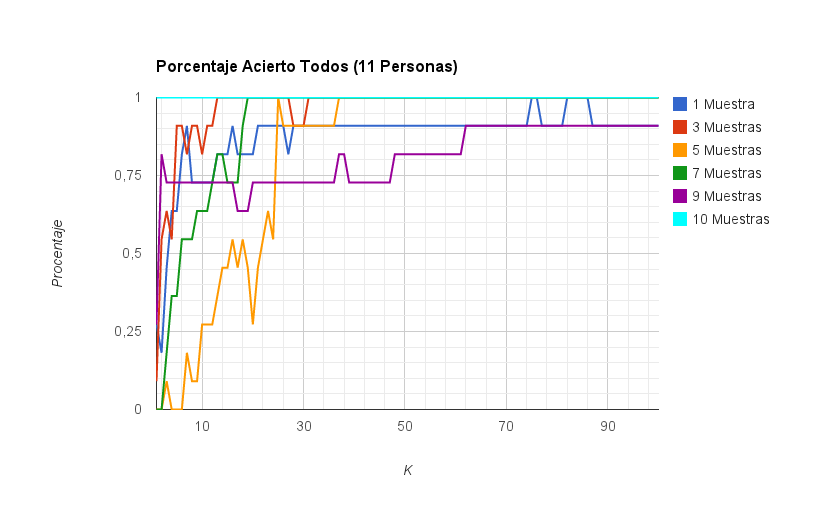 Porcentaje Acierto Todos (11 Personas)
1
0,75
0,5
0,25
0
Procentaje
10
30
50
70
90
K
1 Muestra
3 Muestras
5 Muestras
7 Muestras
9 Muestras
10 Muestras